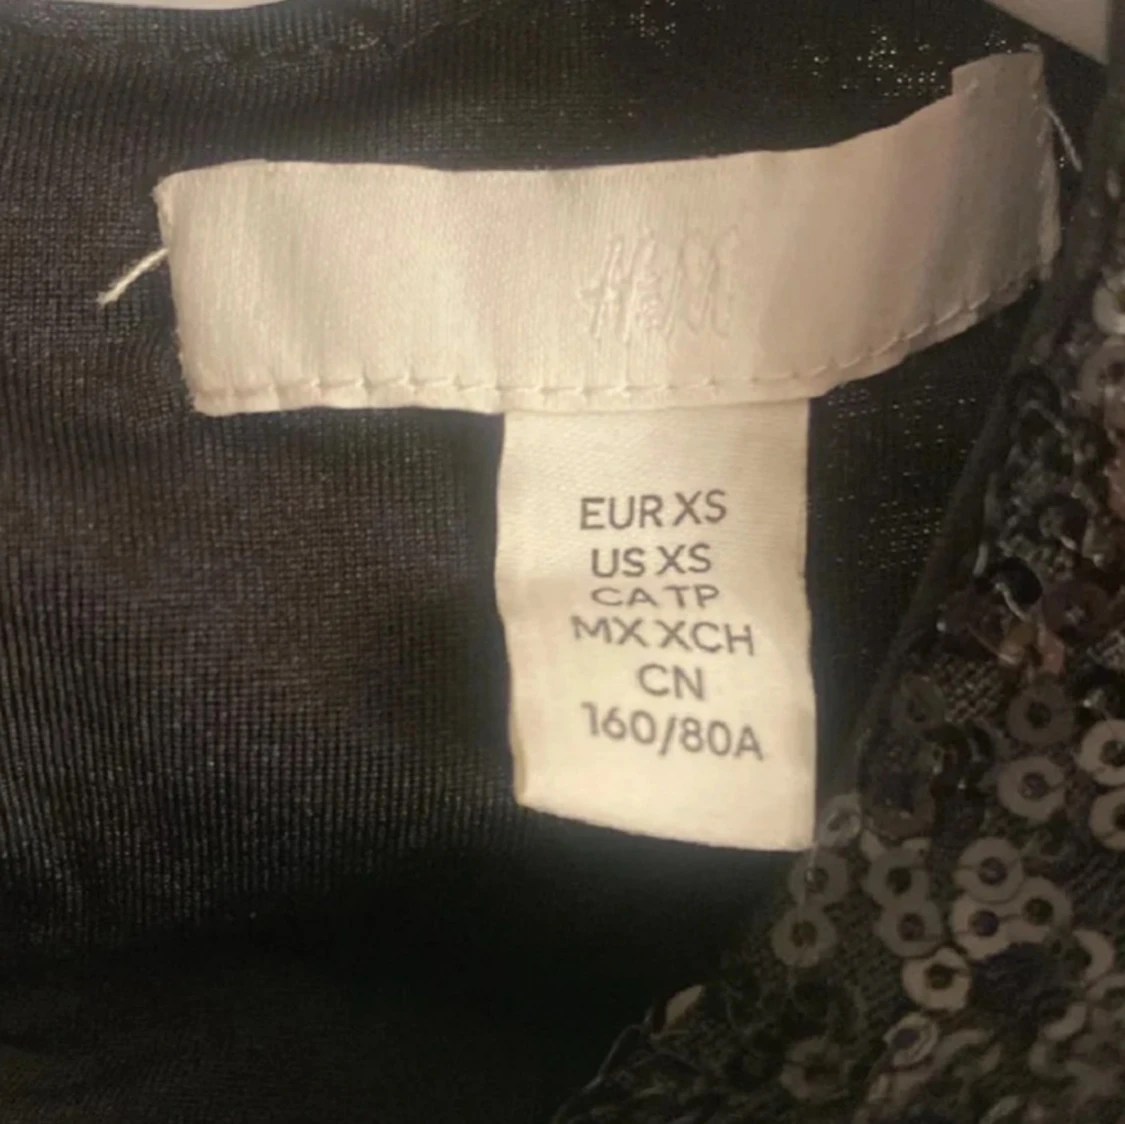 H&M
EUR XS
US XS
CA TP
MX XCH
CN
160/80A